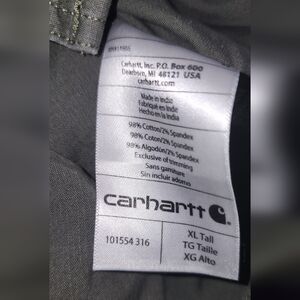 Carhartt, Inc. P.O. Box 600
Dearborn, MI 48121 USA
carhartt.com
Made in India
Fabriqué en Inde
Hecho en la India
98% Cotton/2% Spandex
98% Coton/2% Spandex
98% Algodón/2% Spandex
Exclusive of trimming
Sans garniture
Sin incluir adorno
carhartt
101554 316
XL Tall
TG Taille
XG Alto